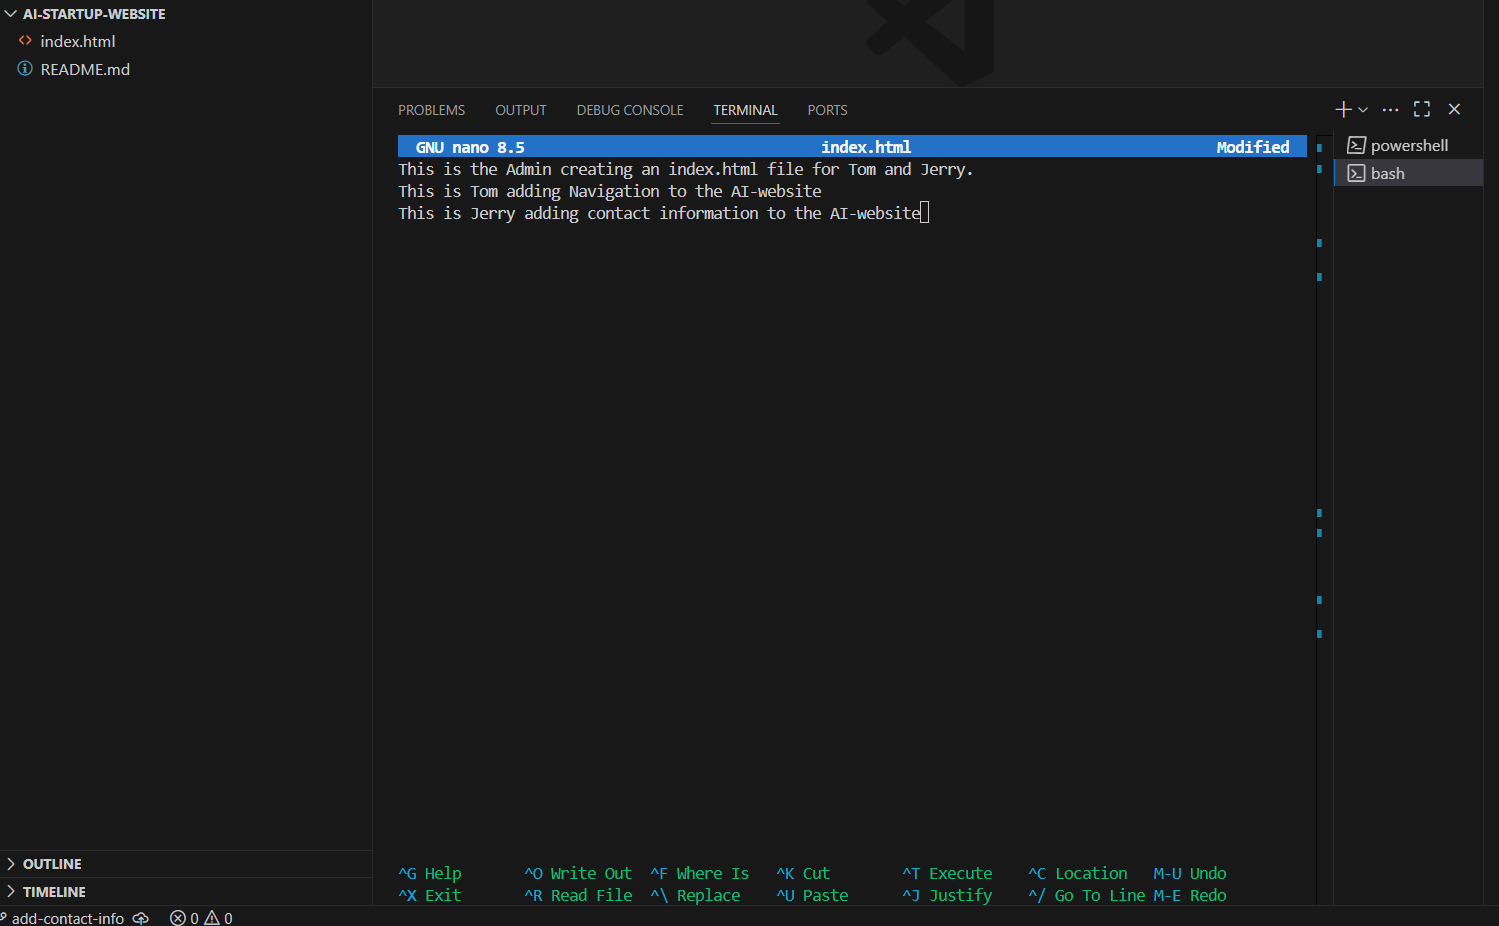 AI-STARTUP-WEBSITE
index.html
README.md
PROBLEMS OUTPUT DEBUG CONSOLE TERMINAL PORTS
GNU nano 8.5 index.html Modified
This is the Admin creating an index.html file for Tom and Jerry.
This is Tom adding Navigation to the AI-website
This is Jerry adding contact information to the AI-website
powershell
bash
^G Help ^O Write Out ^F Where Is ^K Cut ^T Execute ^C Location M-U Undo
^X Exit ^R Read File ^\ Replace ^U Paste ^J Justify ^/ Go To Line M-E Redo
OUTLINE
TIMELINE
add-contact-info 0 0